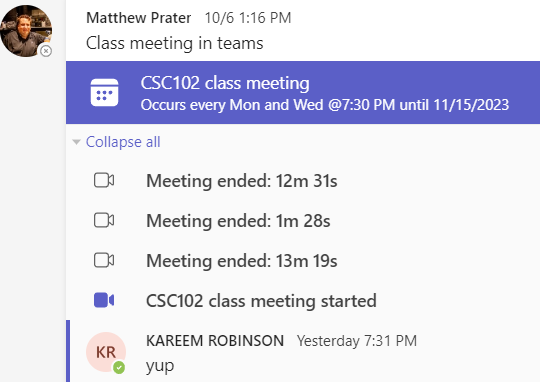 Matthew Prater 10/6 1:16 PM
Class meeting in teams
CSC102 class meeting
Occurs every Mon and Wed @7:30 PM until 11/15/2023
Collapse all
Meeting ended: 12m 31s
Meeting ended: 1m 28s
Meeting ended: 13m 19s
CSC102 class meeting started
KR KAREEM ROBINSON Yesterday 7:31 PM
yup